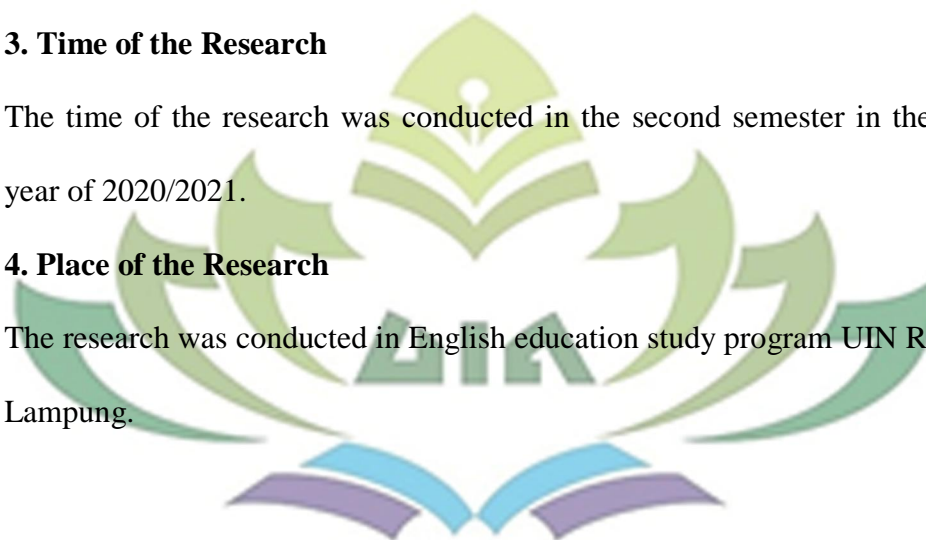 3. Time of the Research
The time of the research was conducted in the second semester in the
year of 2020/2021.
4. Place of the Research
The research was conducted in English education study program UIN R
Lampung.
UIN